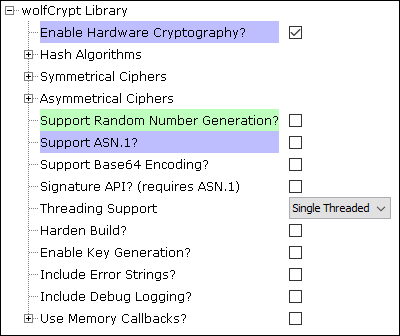 wolfCrypt Library
Enable Hardware Cryptography?
Hash Algorithms
Symmetrical Ciphers
Asymmetrical Ciphers
Support Random Number Generation?
Support ASN.1?
Support Base64 Encoding?
Signature API? (requires ASN.1)
Threading Support Single Threaded
Harden Build?
Enable Key Generation?
Include Error Strings?
Include Debug Logging?
Use Memory Callbacks?